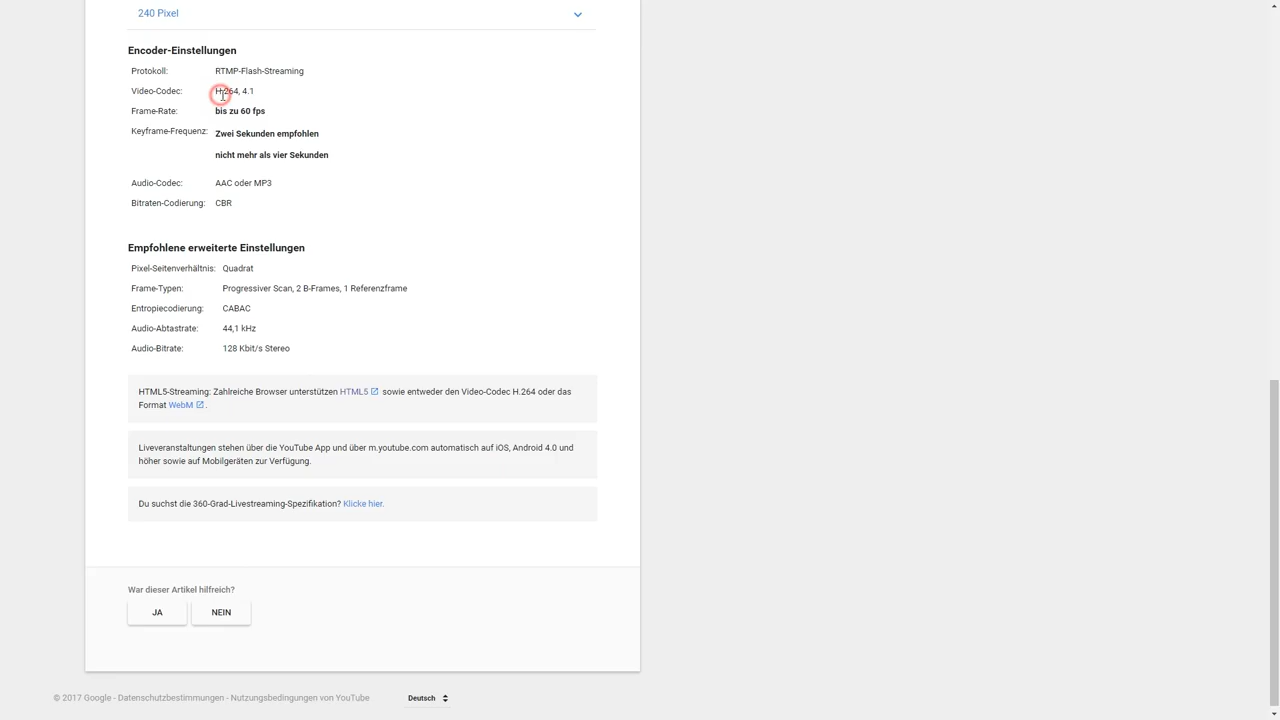 240 Pixel
Encoder-Einstellungen
Protokoll: RTMP-Flash-Streaming
Video-Codec: H.264, 4.1
Frame-Rate: bis zu 60 fps
Keyframe-Frequenz: Zwei Sekunden empfohlen
nicht mehr als vier Sekunden
Audio-Codec: AAC oder MP3
Bitraten-Codierung: CBR
Empfohlene erweiterte Einstellungen
Pixel-Seitenverhältnis: Quadrat
Frame-Typen: Progressiver Scan, 2 B-Frames, 1 Referenzframe
Entropiecodierung: CABAC
Audio-Abtastrate: 44,1 kHz
Audio-Bitrate: 128 Kbit/s Stereo
HTML5-Streaming: Zahlreiche Browser unterstützen HTML5 sowie entweder den Video-Codec H.264 oder das
Format WebM .
Liveveranstaltungen stehen über die YouTube App und über m.youtube.com automatisch auf iOS, Android 4.0 und
höher sowie auf Mobilgeräten zur Verfügung.
Du suchst die 360-Grad-Livestreaming-Spezifikation? Klicke hier.
War dieser Artikel hilfreich?
JA NEIN
© 2017 Google - Datenschutzbestimmungen - Nutzungsbedingungen von YouTube Deutsch